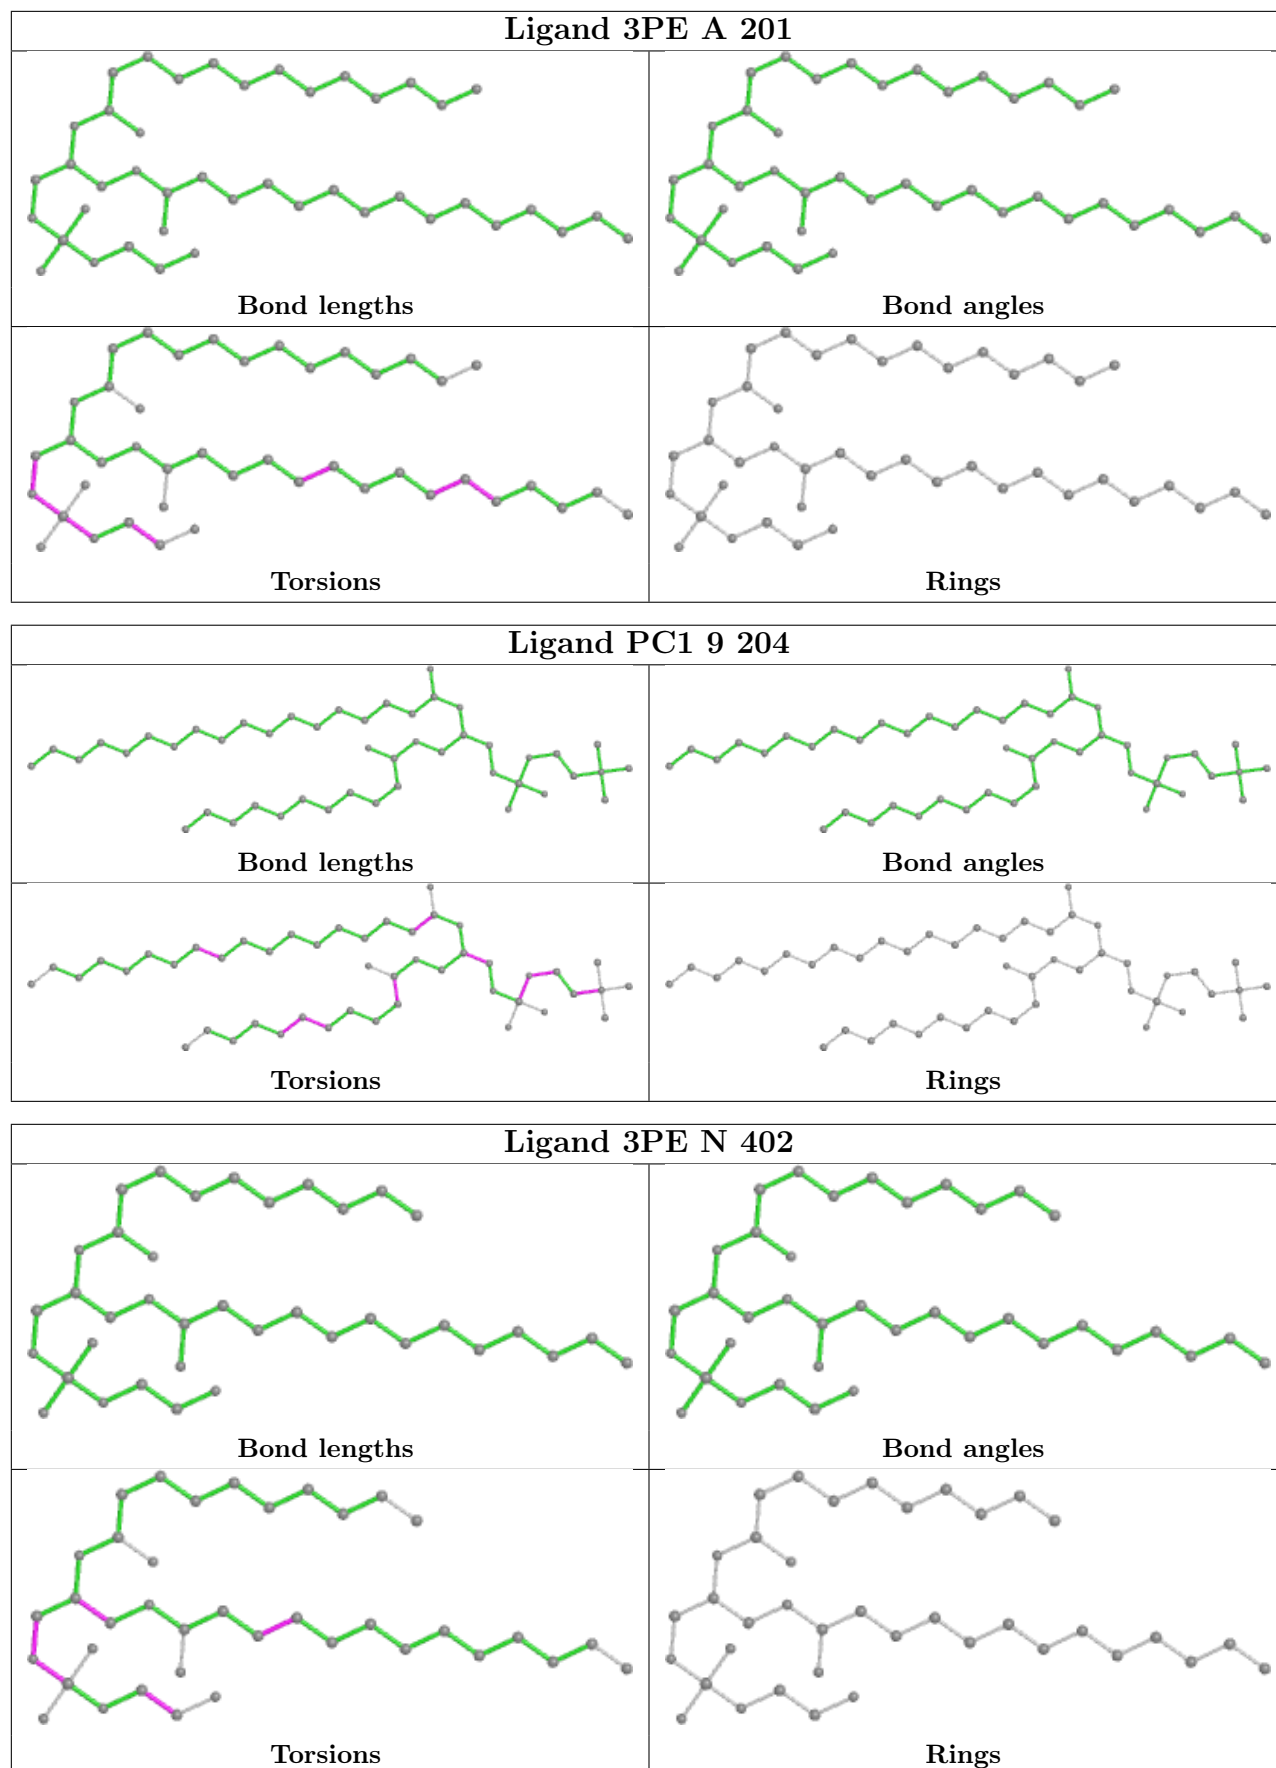 Ligand 3PE A 201
Bond lengths
Bond angles
Torsions
Rings
Ligand PC1 9 204
Bond lengths
Bond angles
Torsions
Rings
Ligand 3PE N 402
Bond lengths
Bond angles
Torsions
Rings